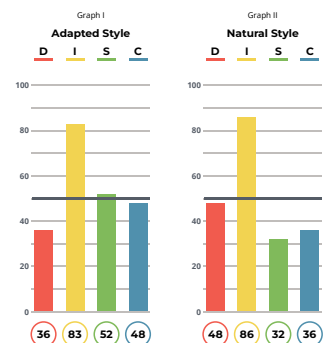 Graph I
Adapted Style
D I S C
100
80
60
40
20
0
36 83 52 48
Graph II
Natural Style
D I S C
100
80
60
40
20
0
48 86 32 36